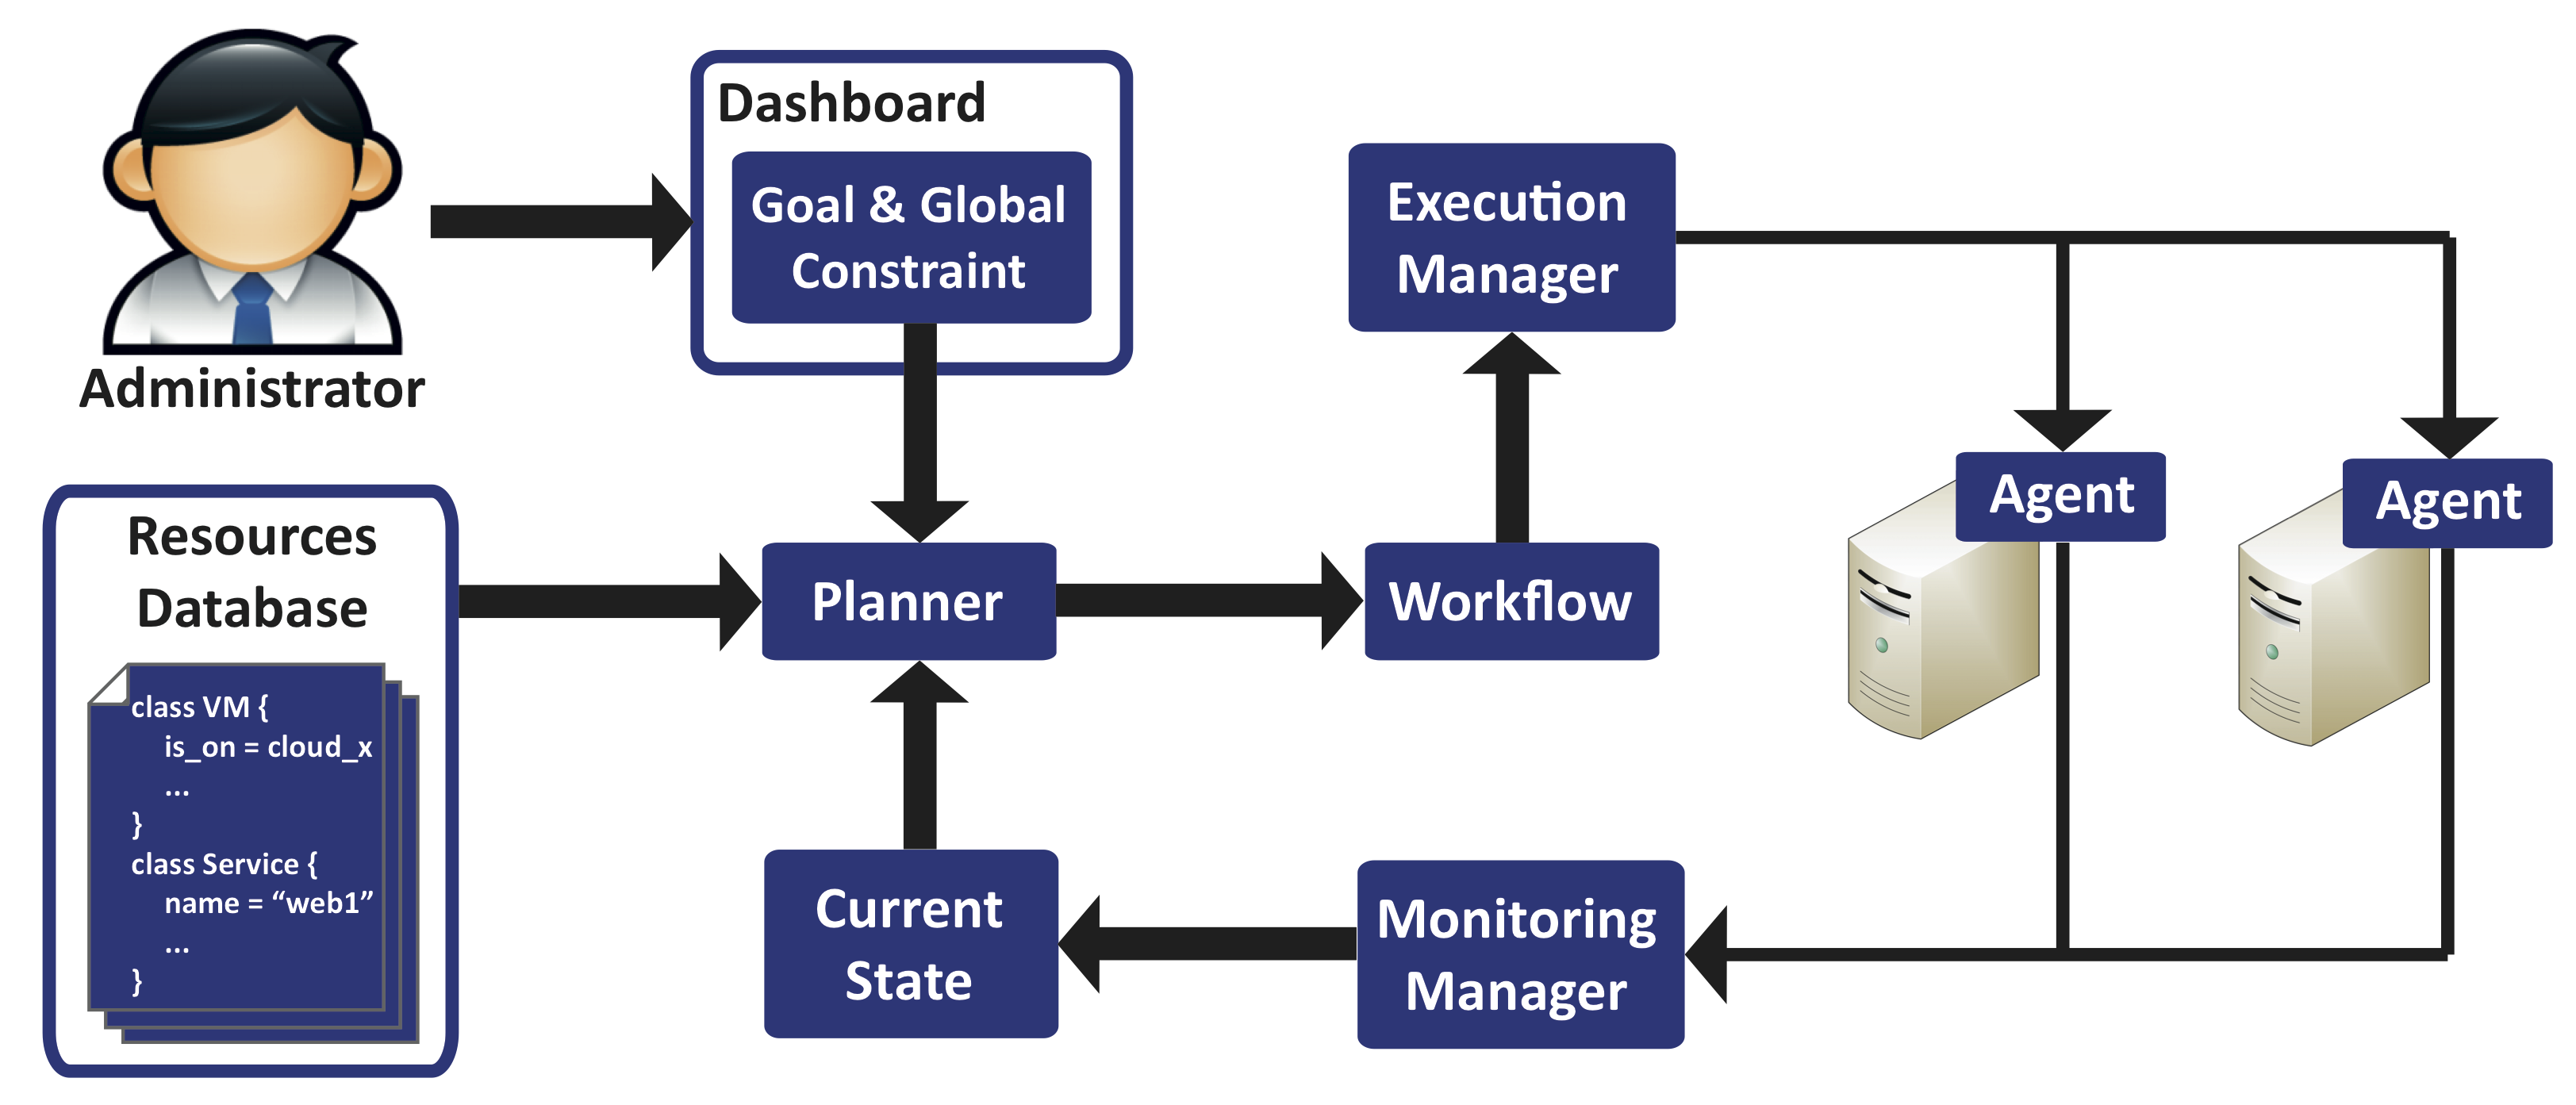 Administrator
Dashboard
Goal & Global
Constraint
Execution
Manager
Agent
Agent
Resources
Database
class VM {
is_on = cloud_x
...
}
class Service {
name = “web1”
...
}
Planner
Workflow
Current
State
Monitoring
Manager